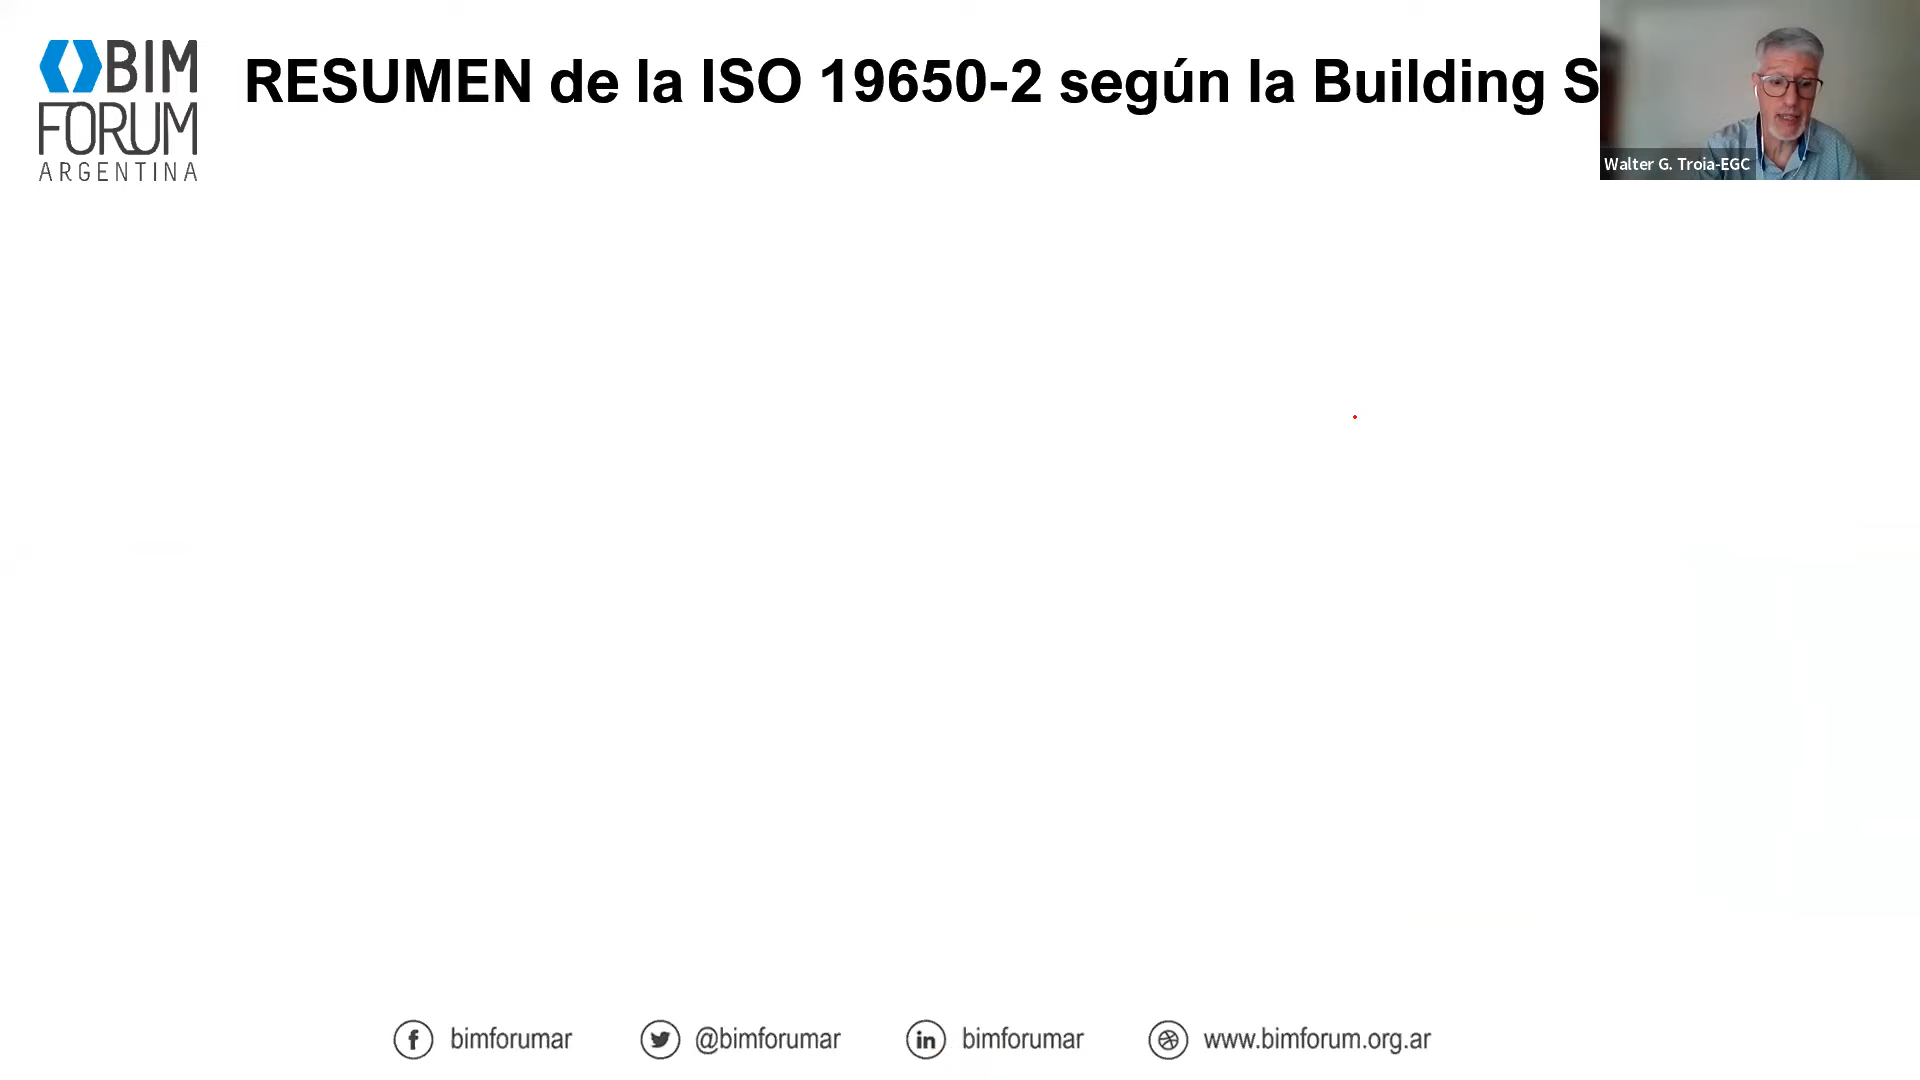 BIM
FORUM
ARGENTINA
RESUMEN de la ISO 19650-2 según la Building S
Walter G. Troia-EGC
bimforumar
@bimforumar
bimforumar
www.bimforum.org.ar